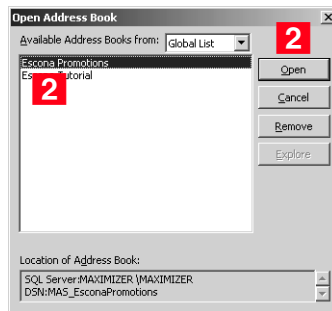 Open Address Book
Available Address Books from: Global List
2
Escona Promotions
Escona Tutorial
2
Open
Cancel
Remove
Explore
Location of Address Book:
SQL Server:MAXIMIZER \MAXIMIZER
DSN:MAS_EsconaPromotions